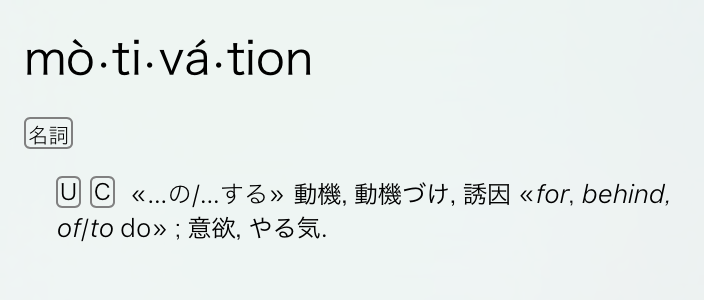 mò·ti·vá·tion
名詞
U C «…の/…する» 動機, 動機づけ, 誘因 «for, behind,
of/to do» ; 意欲, やる気.